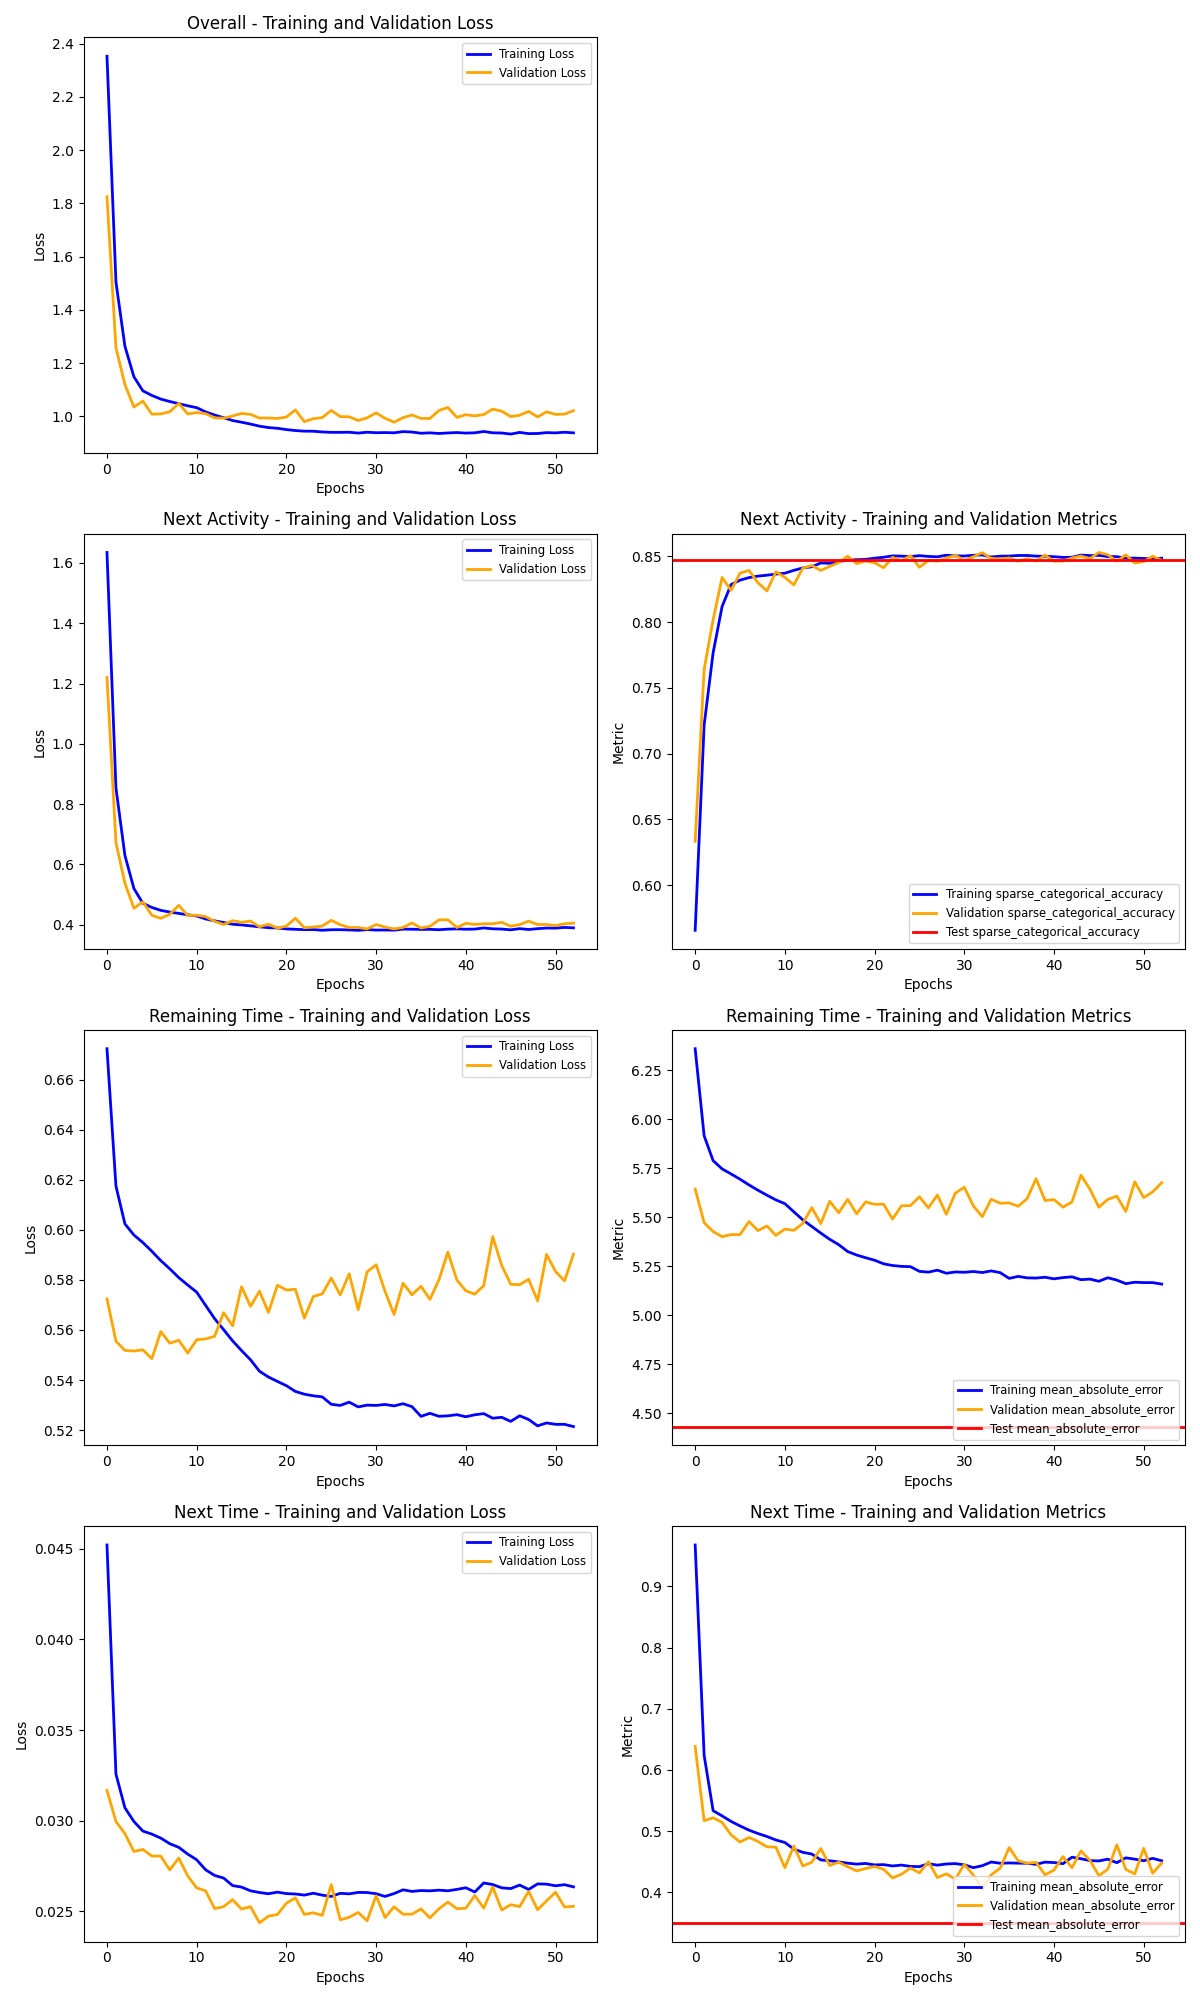 Overall - Training and Validation Loss
Training Loss
Validation Loss
2.4
2.2
2.0
1.8
1.6
1.4
1.2
1.0
Loss
0 10 20 30 40 50
Epochs
Next Activity - Training and Validation Loss
Training Loss
Validation Loss
1.6
1.4
1.2
1.0
0.8
0.6
0.4
Loss
0 10 20 30 40 50
Epochs
Next Activity - Training and Validation Metrics
0.85
0.80
0.75
0.70
0.65
0.60
Metric
Training sparse_categorical_accuracy
Validation sparse_categorical_accuracy
Test sparse_categorical_accuracy
0 10 20 30 40 50
Epochs
Remaining Time - Training and Validation Loss
Training Loss
Validation Loss
0.66
0.64
0.62
0.60
0.58
0.56
0.54
0.52
Loss
0 10 20 30 40 50
Epochs
Remaining Time - Training and Validation Metrics
6.25
6.00
5.75
5.50
5.25
5.00
4.75
4.50
Metric
Training mean_absolute_error
Validation mean_absolute_error
Test mean_absolute_error
0 10 20 30 40 50
Epochs
Next Time - Training and Validation Loss
Training Loss
Validation Loss
0.045
0.040
0.035
0.030
0.025
Loss
0 10 20 30 40 50
Epochs
Next Time - Training and Validation Metrics
0.9
0.8
0.7
0.6
0.5
0.4
Metric
Training mean_absolute_error
Validation mean_absolute_error
Test mean_absolute_error
0 10 20 30 40 50
Epochs